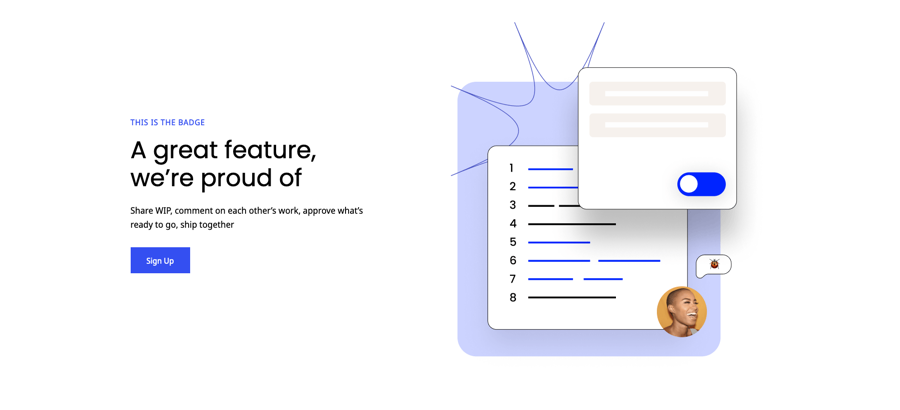 THIS IS THE BADGE
A great feature,
we’re proud of
Share WIP, comment on each other’s work, approve what’s
ready to go, ship together
Sign Up
1
2
3
4
5
6
7
8